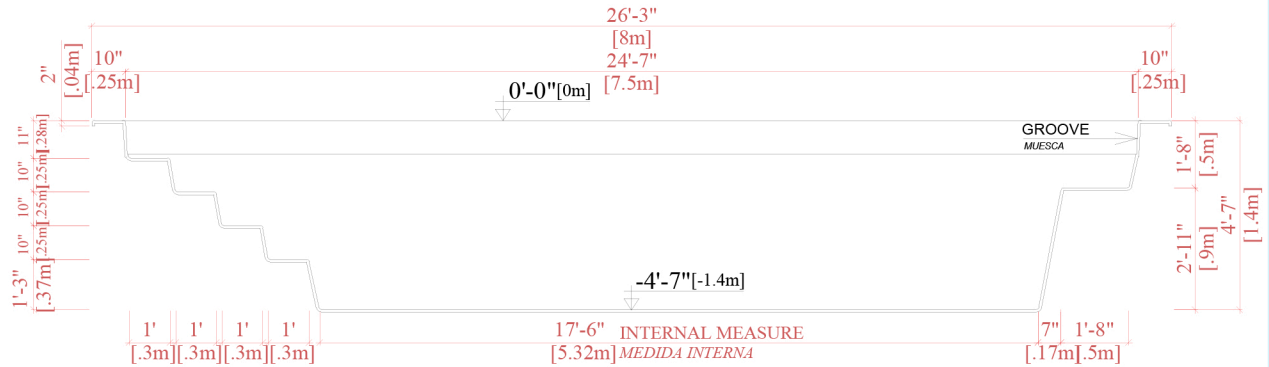 26'-3"
[8m]
24'-7"
[7.5m]
10"
[.25m]
10"
[.25m]
2"
[.04m]
0'-0"[0m]
GROOVE
MUESCA
11"
[.28m]
10"
[.25m]
10"
[.25m]
10"
[.25m]
1'-3"
[.37m]
1'-8"
[.5m]
2'-11"
[.9m]
4'-7"
[1.4m]
-4'-7"[-1.4m]
1'
[.3m]
1'
[.3m]
1'
[.3m]
1'
[.3m]
17'-6" INTERNAL MEASURE
[5.32m] MEDIDA INTERNA
7"
[.17m]
1'-8"
[.5m]